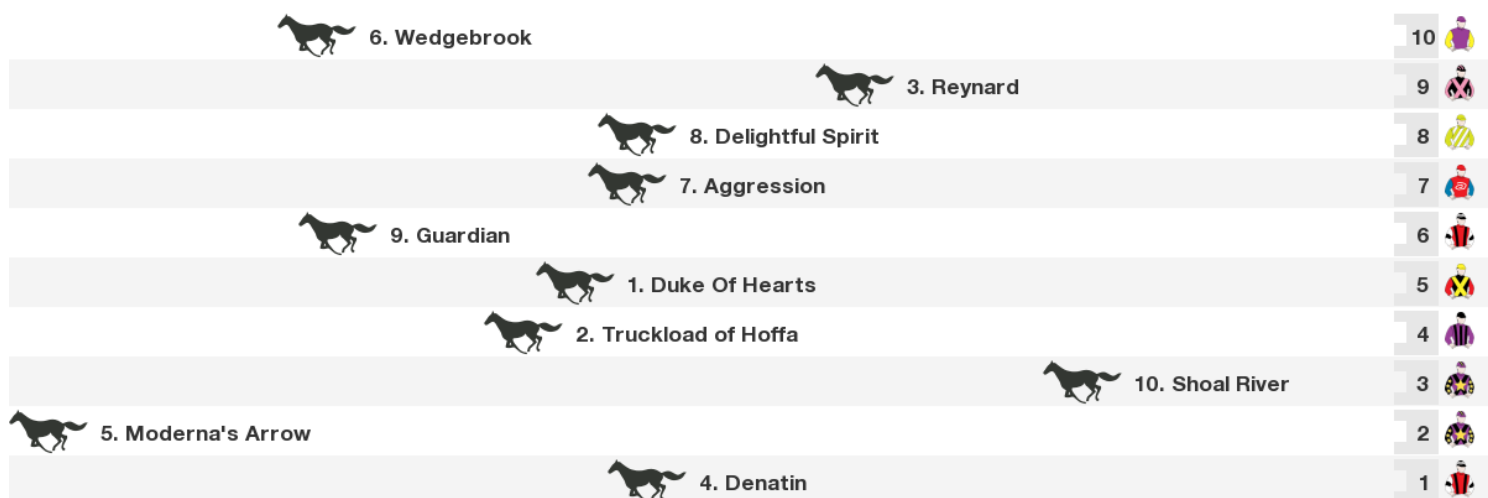 6. Wedgebrook 10
3. Reynard 9
8. Delightful Spirit 8
7. Aggression 7
9. Guardian 6
1. Duke Of Hearts 5
2. Truckload of Hoffa 4
10. Shoal River 3
5. Moderna's Arrow 2
4. Denatin 1